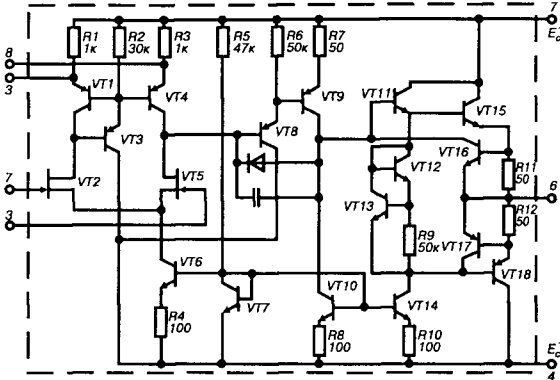 7
R1
1к
R2
30к
R3
1к
R5
47к
R6
50к
R7
50
E
8
3
VT1
VT4
VT11
VT9
VT15
VT3
VT8
VT16
VT2
VT5
VT12
R11
50
7
6
VT13
R12
50
3
R9
50к
VT17
VT6
VT10
VT18
VT7
VT14
R4
100
R8
100
R10
100
E
4